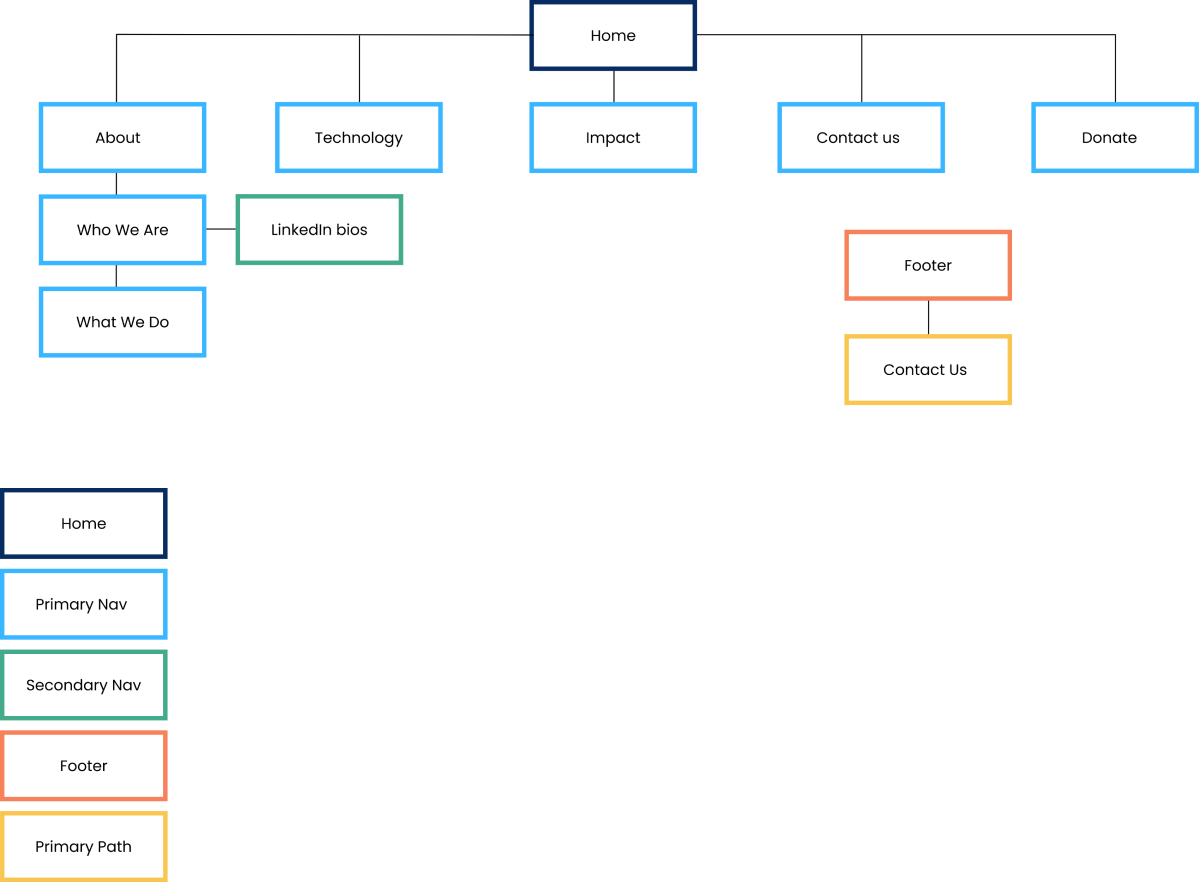 Home
About
Technology
Impact
Contact us
Donate
Who We Are
LinkedIn bios
What We Do
Footer
Contact Us
Home
Primary Nav
Secondary Nav
Footer
Primary Path